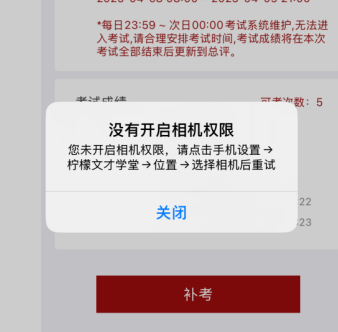 *每日23:59 ~ 次日00:00考试系统维护,无法进
入考试,请合理安排考试时间,考试成绩将在本次
考试全部结束后更新到总评。
考试成绩
可考次数：5
没有开启相机权限
您未开启相机权限，请点击手机设置→
柠檬文才学堂→位置→选择相机后重试
22
关闭
-23
补考